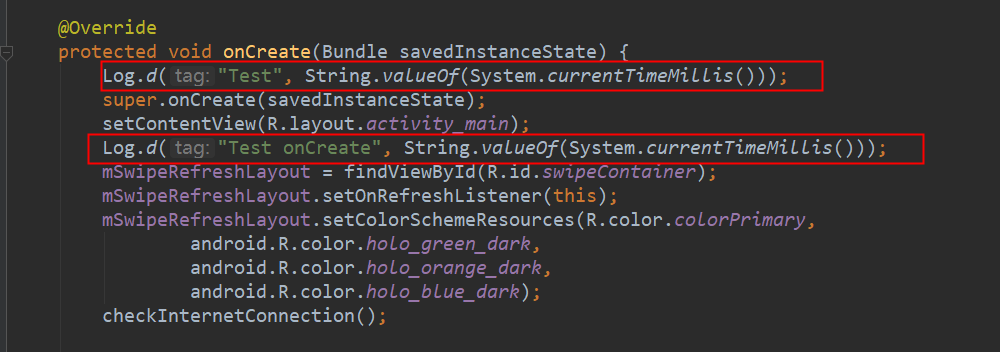 @Override
protected void onCreate(Bundle savedInstanceState) {
Log.d( tag: "Test", String.valueOf(System.currentTimeMillis()));
super.onCreate(savedInstanceState);
setContentView(R.layout.activity_main);
Log.d( tag: "Test onCreate", String.valueOf(System.currentTimeMillis()));
mSwipeRefreshLayout = findViewById(R.id.swipeContainer);
mSwipeRefreshLayout.setOnRefreshListener(this);
mSwipeRefreshLayout.setColorSchemeResources(R.color.colorPrimary,
android.R.color.holo_green_dark,
android.R.color.holo_orange_dark,
android.R.color.holo_blue_dark);
checkInternetConnection();